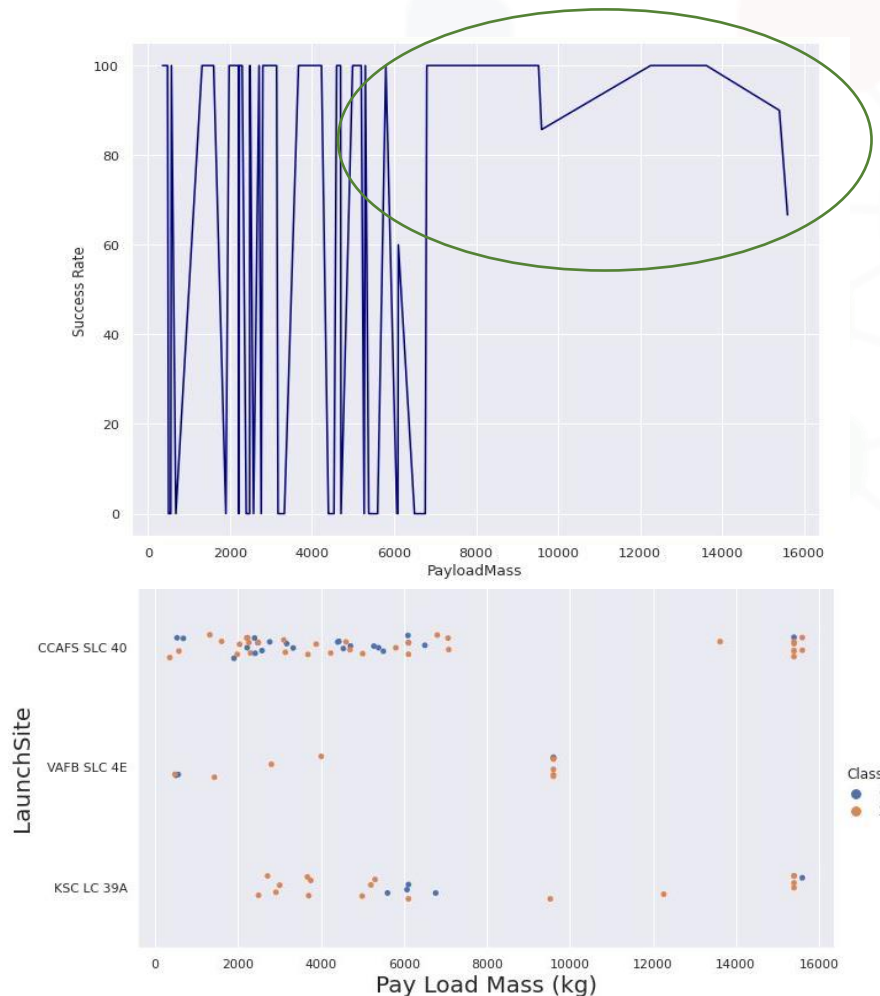 100
80
60
40
20
0
Success Rate
0 2000 4000 6000 8000 10000 12000 14000 16000
PayloadMass
CCAFS SLC 40
VAFB SLC 4E
KSC LC 39A
LaunchSite
Class
0 2000 4000 6000 8000 10000 12000 14000 16000
Pay Load Mass (kg)